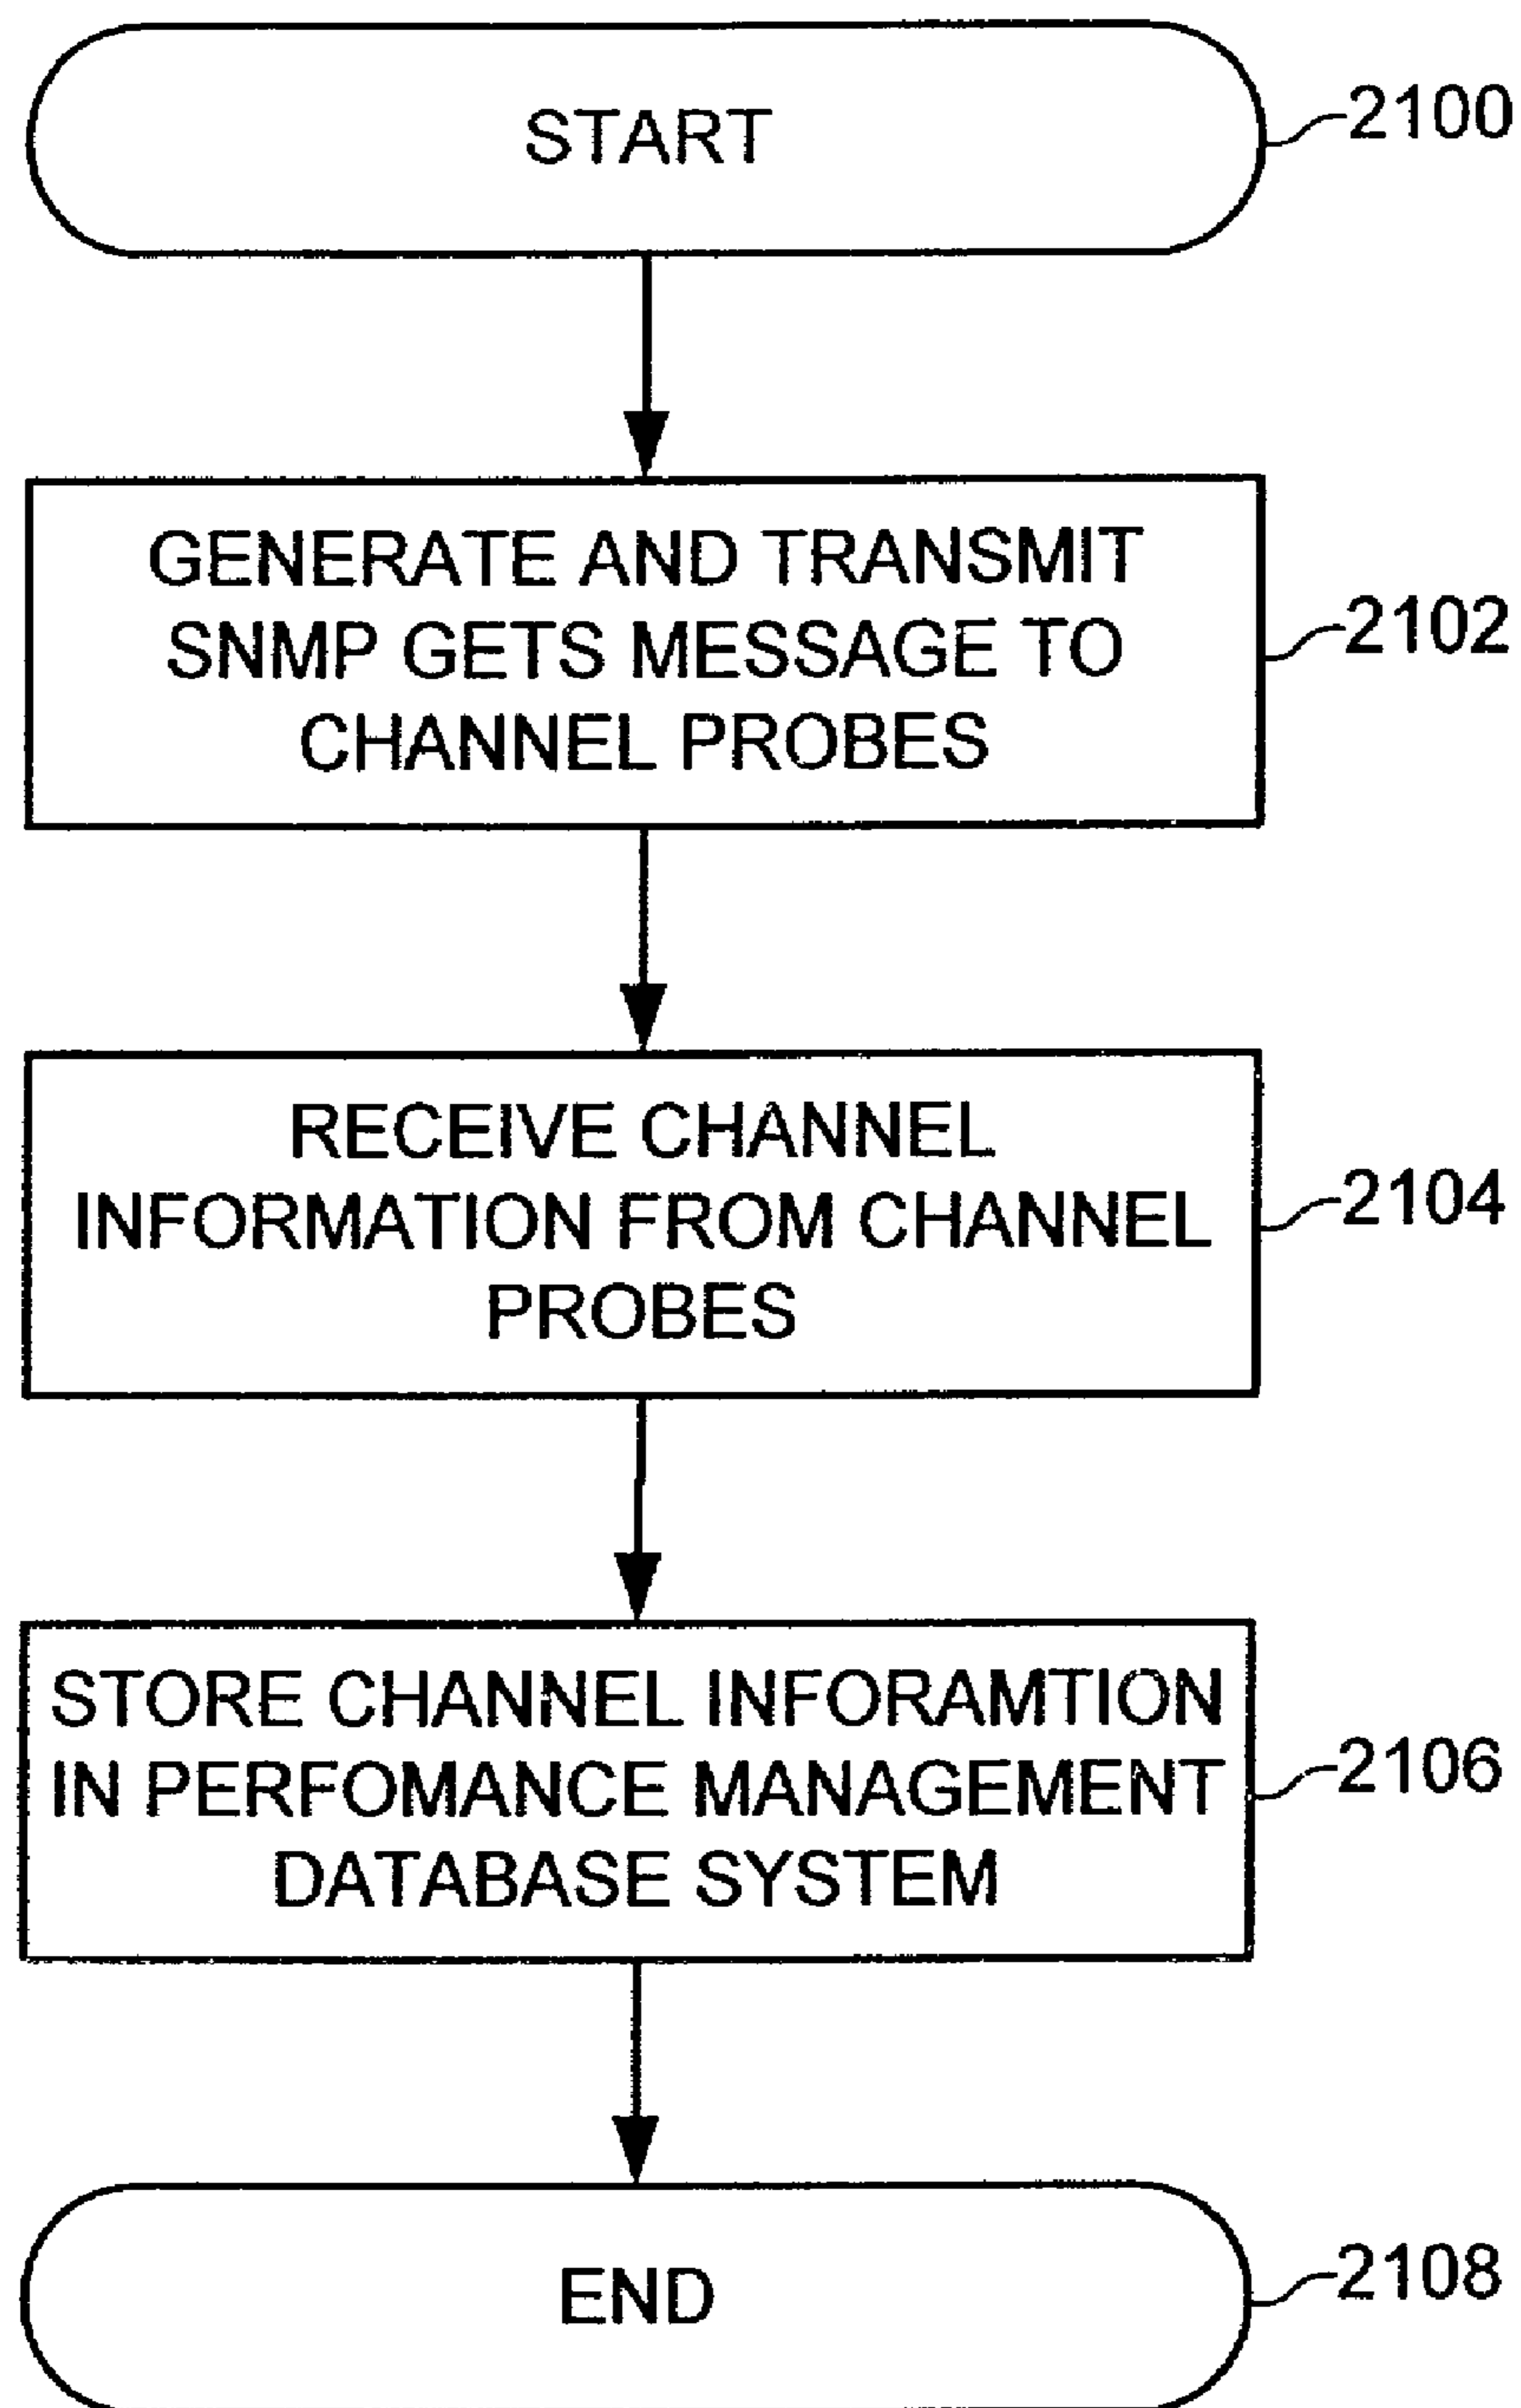 START
2100
GENERATE AND TRANSMIT
SNMP GETS MESSAGE TO
CHANNEL PROBES
2102
RECEIVE CHANNEL
INFORMATION FROM CHANNEL
PROBES
2104
STORE CHANNEL INFORAMTION
IN PERFOMANCE MANAGEMENT
DATABASE SYSTEM
2106
END
2108